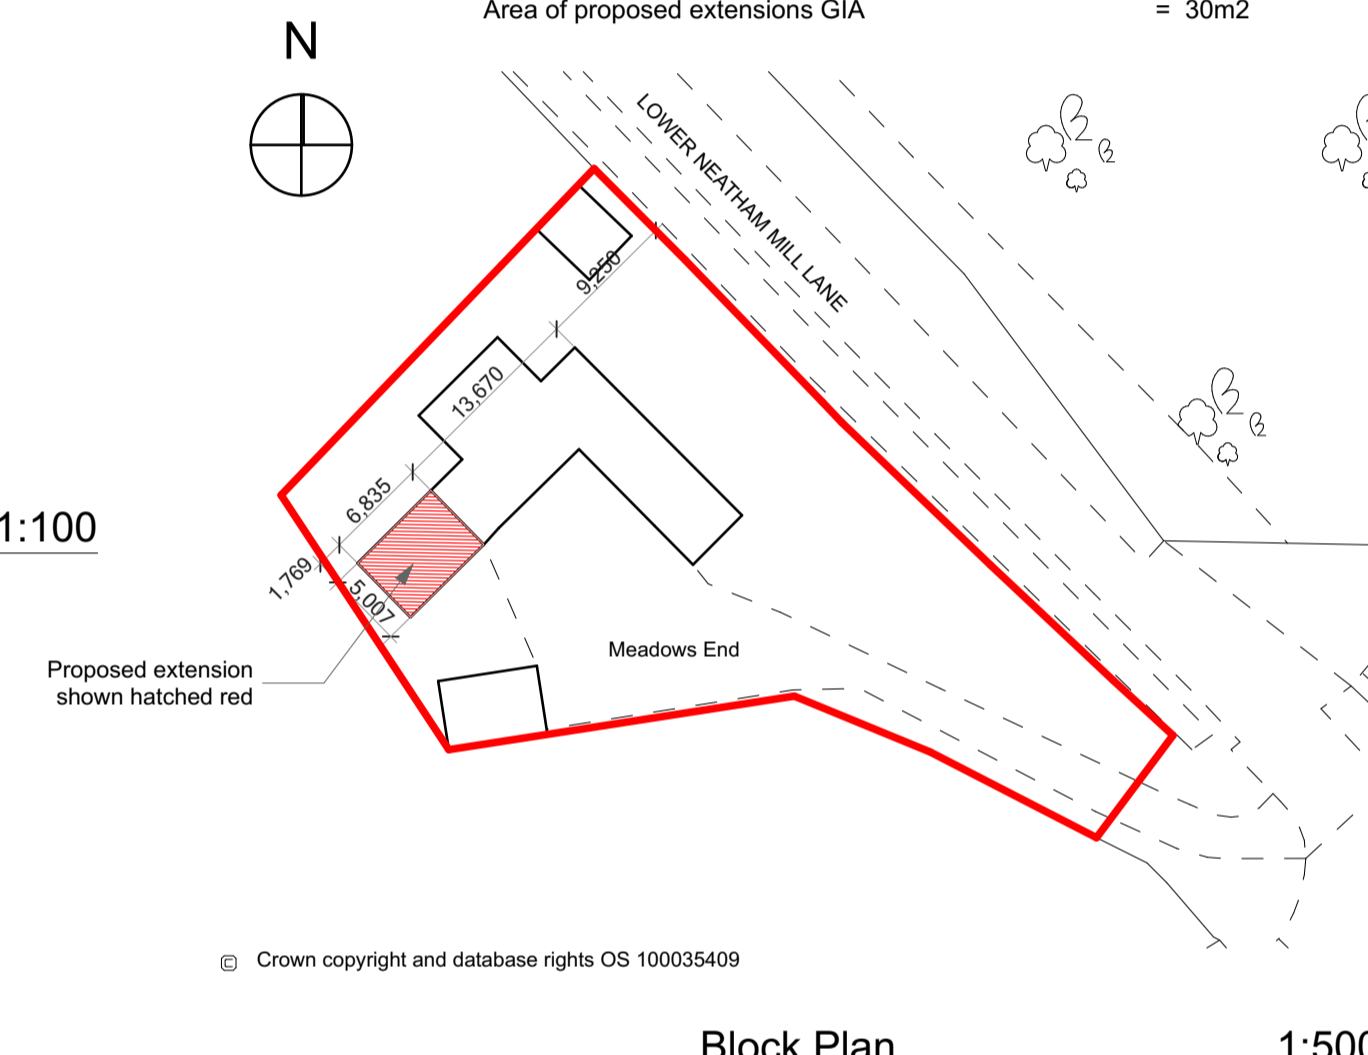 Area of proposed extensions GIA = 30m2
N
LOWER NEATHAM MILL LANE
9,250
13,670
6,835
1:100
1,769
5,007
Proposed extension
shown hatched red
Meadows End
© Crown copyright and database rights OS 100035409
Block Plan 1:500